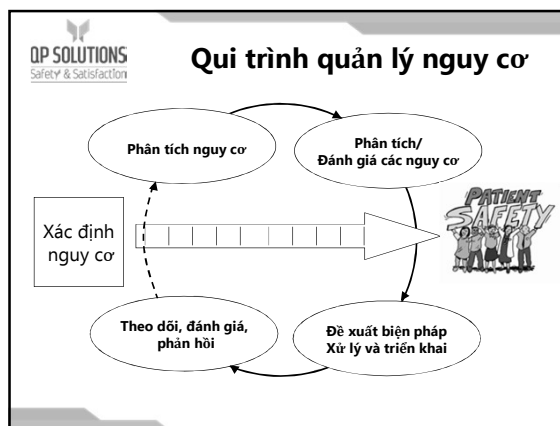 QP SOLUTIONS
Safety & Satisfaction
Qui trình quản lý nguy cơ
Phân tích nguy cơ
Phân tích/
Đánh giá các nguy cơ
Xác định
nguy cơ
PATIENT
SAFETY
Theo dõi, đánh giá,
phản hồi
Đề xuất biện pháp
Xử lý và triển khai